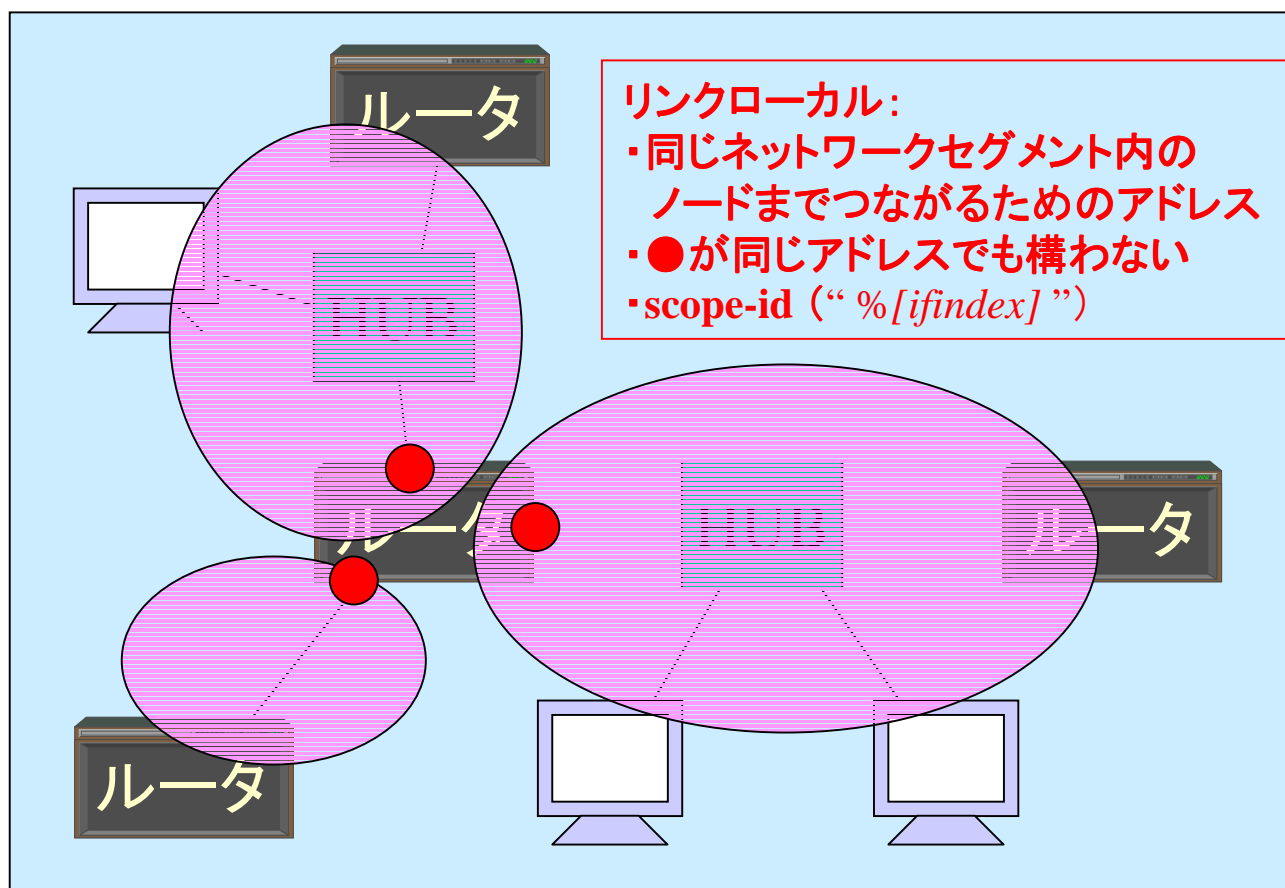 ルータ
リンクローカル：
・同じネットワークセグメント内の
ノードまでつながるためのアドレス
・●が同じアドレスでも構わない
・scope-id （“ %[ifindex] ”）
HUB
ルータ
HUB
ルータ
ルータ